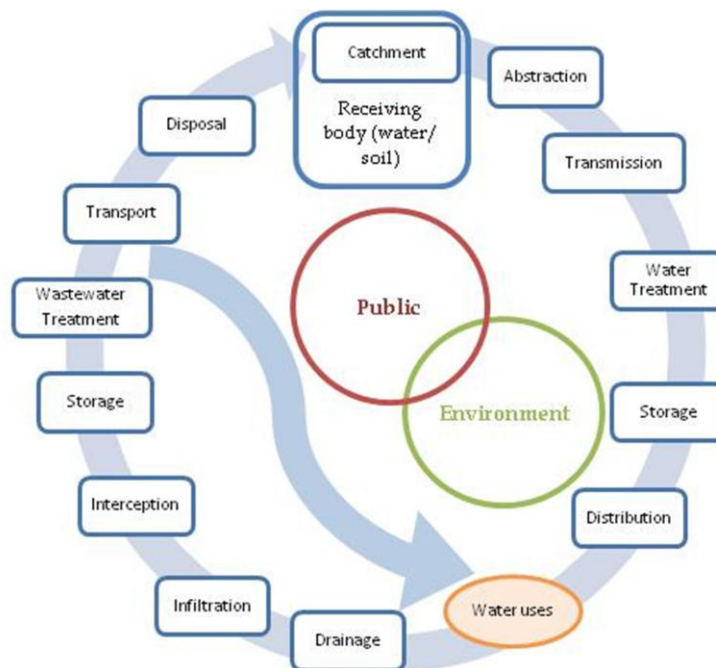 Catchment
Receiving
body (water/
soil)
Abstraction
Transmission
Water
Treatment
Storage
Distribution
Water uses
Drainage
Infiltration
Interception
Storage
Wastewater
Treatment
Transport
Disposal
Public
Environment